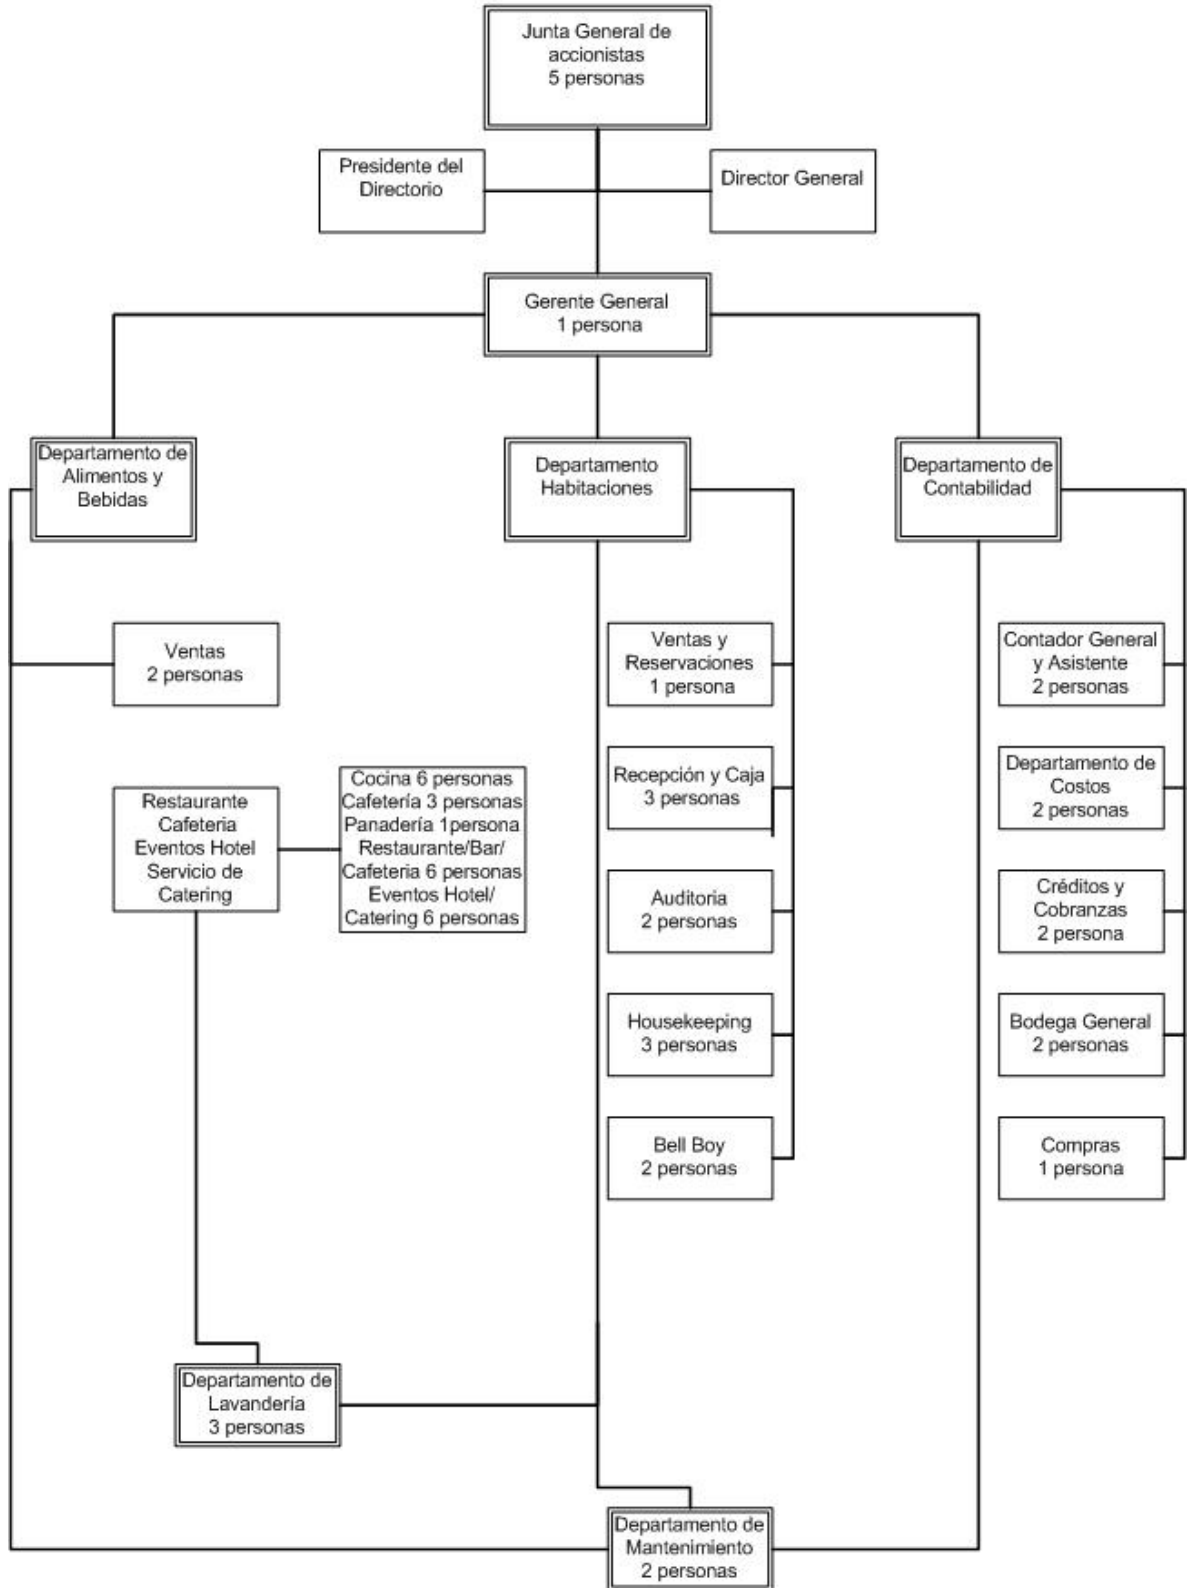 Junta General de
accionistas
5 personas
Presidente del
Directorio
Director General
Gerente General
1 persona
Departamento de
Alimentos y
Bebidas
Departamento
Habitaciones
Departamento de
Contabilidad
Ventas
2 personas
Ventas y
Reservaciones
1 persona
Contador General
y Asistente
2 personas
Restaurante
Cafeteria
Eventos Hotel
Servicio de
Catering
Cocina 6 personas
Cafetería 3 personas
Panadería 1persona
Restaurante/Bar/
Cafeteria 6 personas
Eventos Hotel/
Catering 6 personas
Recepción y Caja
3 personas
Departamento de
Costos
2 personas
Auditoria
2 personas
Créditos y
Cobranzas
2 persona
Housekeeping
3 personas
Bodega General
2 personas
Bell Boy
2 personas
Compras
1 persona
Departamento de
Lavandería
3 personas
Departamento de
Mantenimiento
2 personas